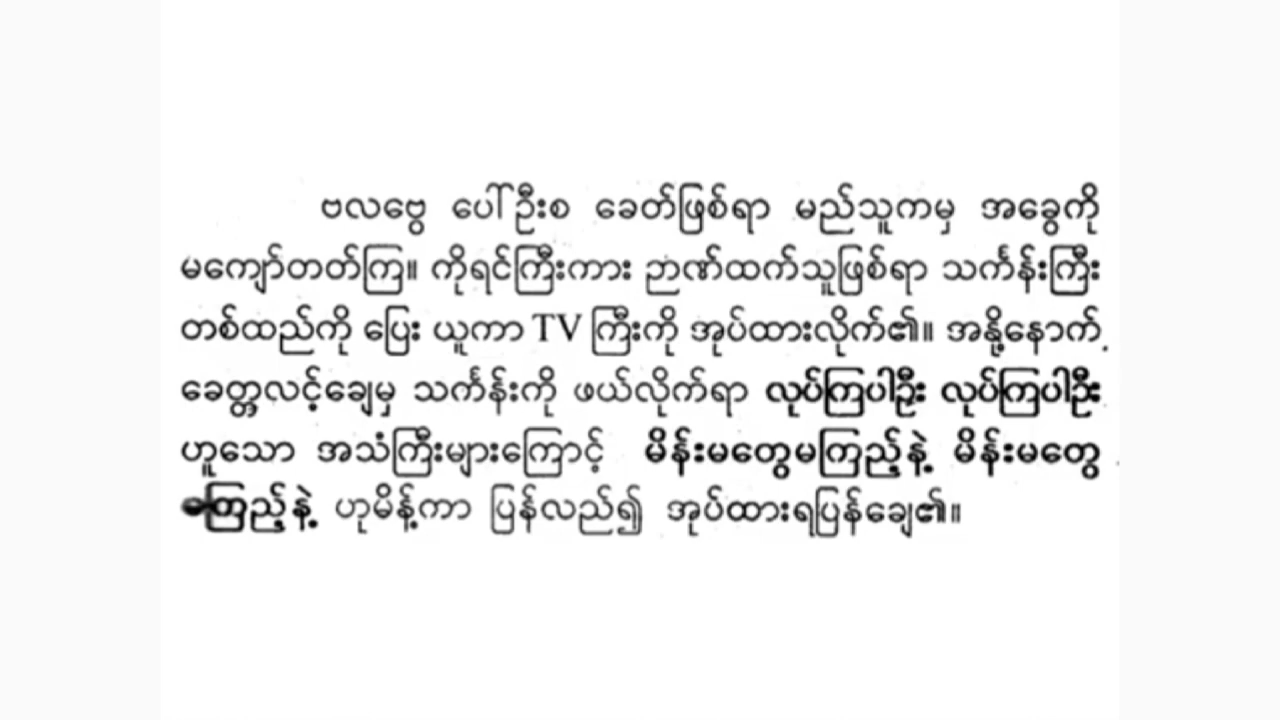 ဗလဗွေ ပေါ်ဦးစ ခေတ်ဖြစ်ရာ မည်သူကမှ အခွေကို
မကျော်တတ်ကြ။ ကိုရင်ကြီးကား ဉာဏ်ထက်သူဖြစ်ရာ သင်္ကန်းကြီး
တစ်ထည်ကို ပြေး ယူကာ TV ကြီးကို အုပ်ထားလိုက်၏။ အနှို့နောက်
ခေတ္တလင့်ချေမှ သင်္ကန်းကို ဖယ်လိုက်ရာ လုပ်ကြပါဦး လုပ်ကြပါဦး
ဟူသော အသံကြီးများကြောင့် မိန်းမတွေမကြည့်နဲ့ မိန်းမတွေ
မကြည့်နဲ့ ဟုမိန့်ကာ ပြန်လည်၍ အုပ်ထားရပြန်ချေ၏။